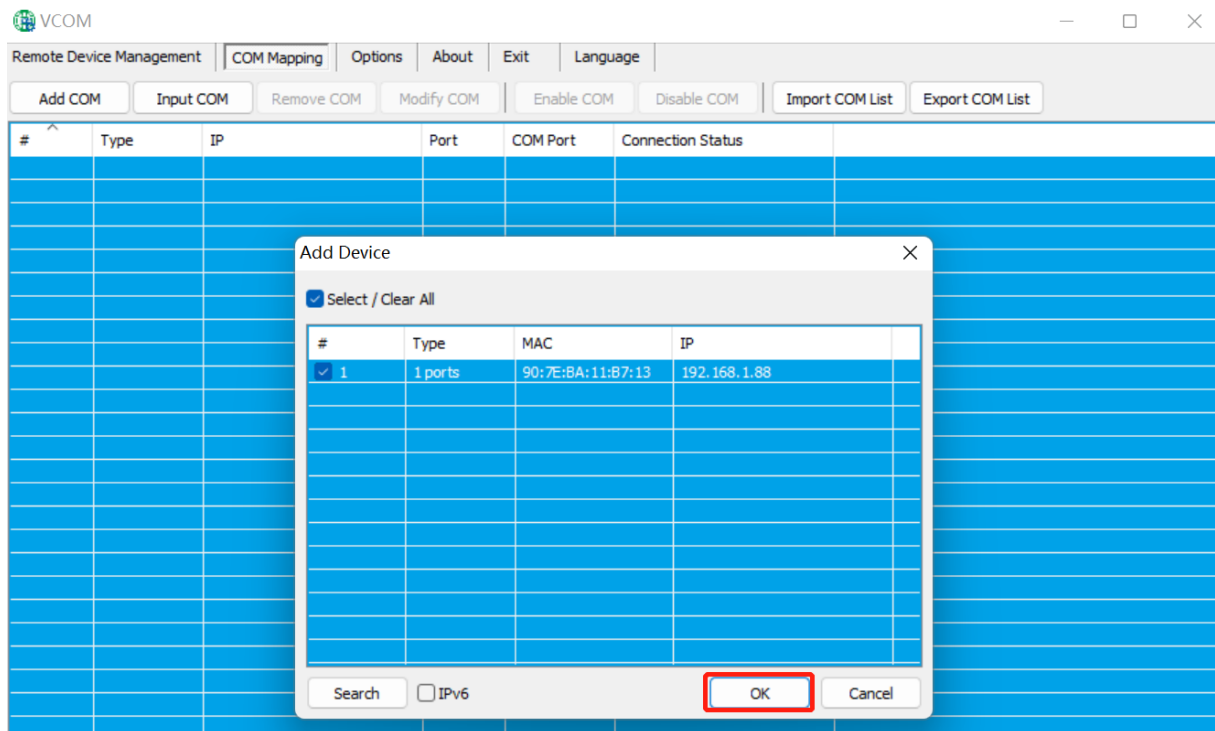 VCOM
Remote Device Management COM Mapping Options About Exit Language
Add COM Input COM Remove COM Modify COM Enable COM Disable COM Import COM List Export COM List
# Type IP Port COM Port Connection Status
Add Device
Select / Clear All
# Type MAC IP
1 1 ports 90:7E:BA:11:B7:13 192.168.1.88
Search IPv6 OK Cancel